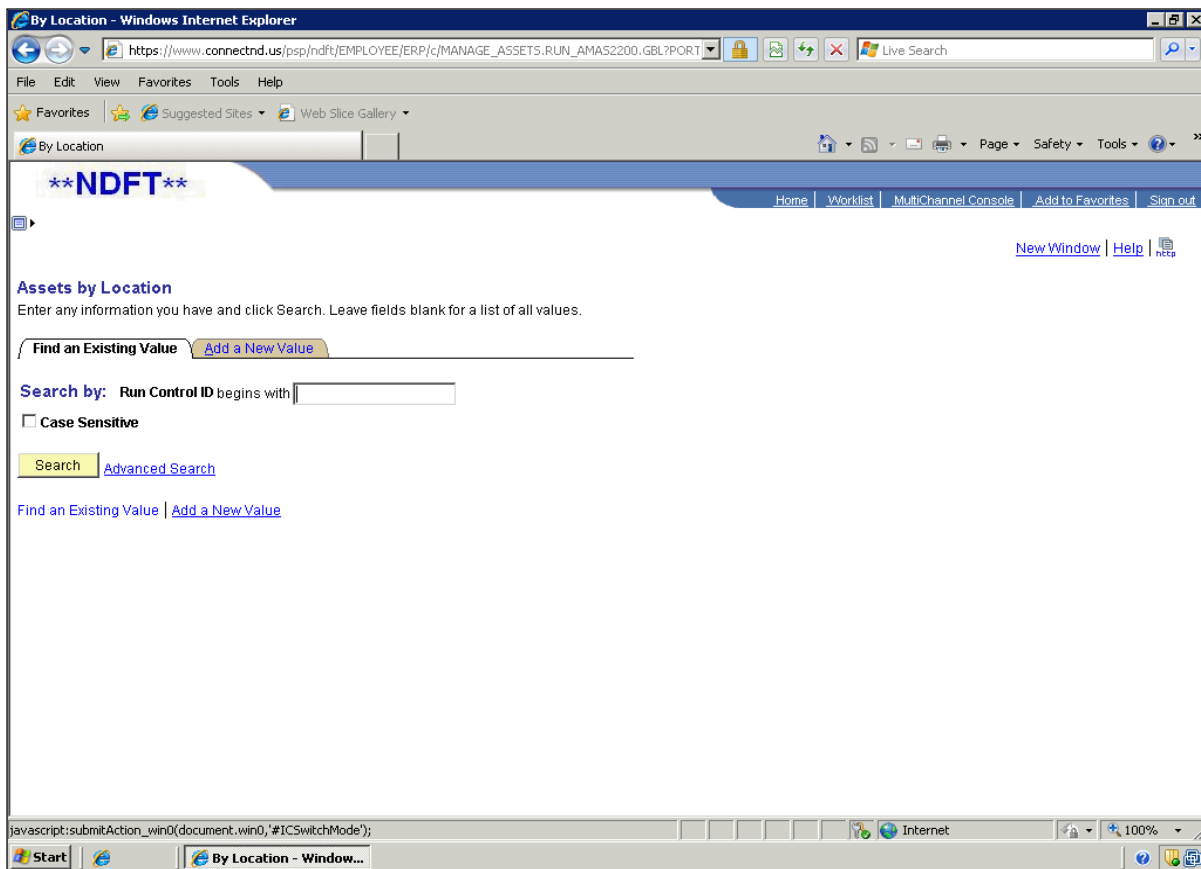 By Location - Windows Internet Explorer
https://www.connectnd.us/psp/ndft/EMPLOYEE/ERP/c/MANAGE_ASSETS.RUN_AMAS2200.GBL?PORT
Live Search
File Edit View Favorites Tools Help
Favorites Suggested Sites Web Slice Gallery
By Location Page Safety Tools »
**NDFT**
Home Worklist MultiChannel Console Add to Favorites Sign out
New Window | Help | http
Assets by Location
Enter any information you have and click Search. Leave fields blank for a list of all values.
Find an Existing Value Add a New Value
Search by: Run Control ID begins with
Case Sensitive
Search Advanced Search
Find an Existing Value | Add a New Value
javascript:submitAction_win0(document.win0,'#ICSwitchMode'); Internet 100%
Start By Location - Window...